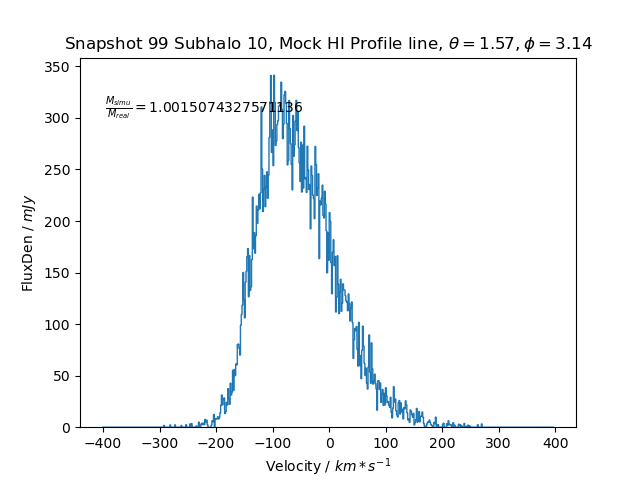 Snapshot 99 Subhalo 10, Mock HI Profile line, θ = 1.57, ϕ = 3.14
350
300
250
200
150
100
50
0
FluxDen / mJy
M_simu/M_real = 1.0015074327571136
−400 −300 −200 −100 0 100 200 300 400
Velocity / km * s⁻¹